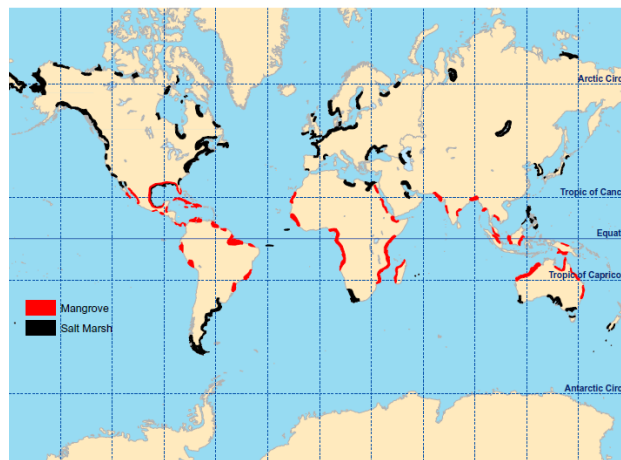 Arctic Circ
Tropic of Canc
Equat
Tropic of Caprico
Mangrove
Salt Marsh
Antarctic Circ